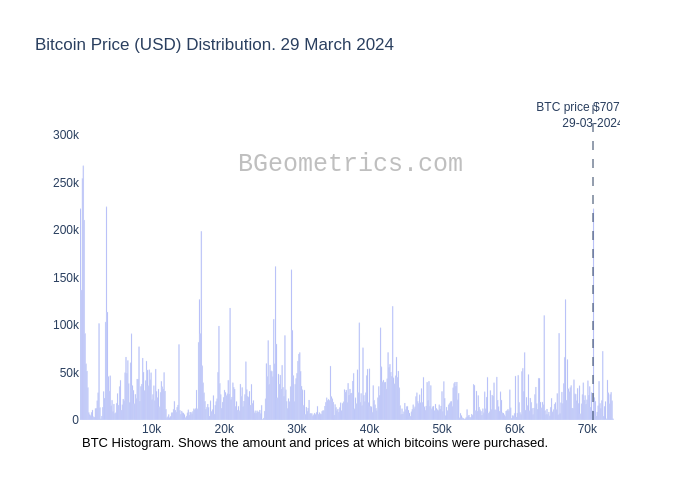 Bitcoin Price (USD) Distribution. 29 March 2024
BTC price $707
29-03-2024
300k
BGeometrics.com
250k
200k
150k
100k
50k
0
10k 20k 30k 40k 50k 60k 70k
BTC Histogram. Shows the amount and prices at which bitcoins were purchased.